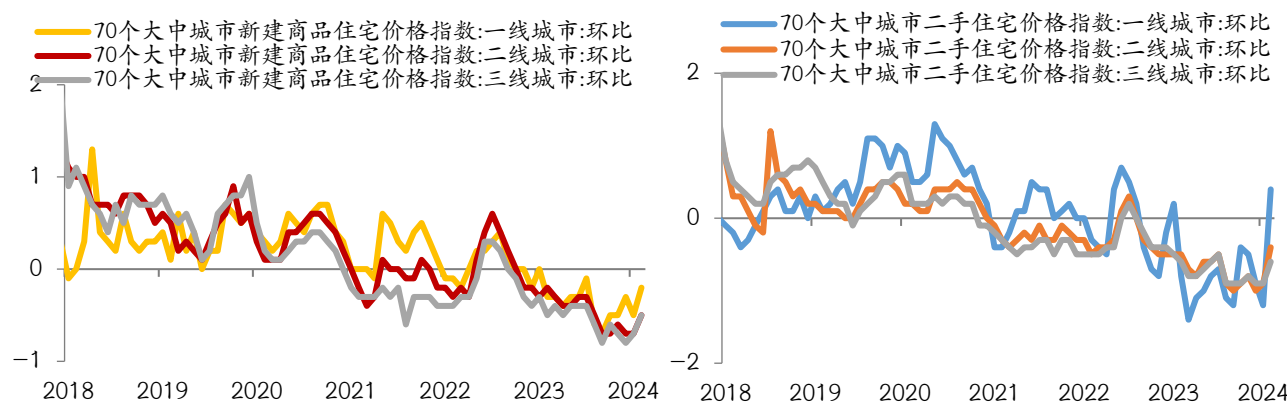 70个大中城市新建商品住宅价格指数:一线城市:环比
70个大中城市新建商品住宅价格指数:二线城市:环比
70个大中城市新建商品住宅价格指数:三线城市:环比
2
1
0
-1
2018 2019 2020 2021 2022 2023 2024
70个大中城市二手住宅价格指数:一线城市:环比
70个大中城市二手住宅价格指数:二线城市:环比
70个大中城市二手住宅价格指数:三线城市:环比
2
0
-2
2018 2019 2020 2021 2022 2023 2024